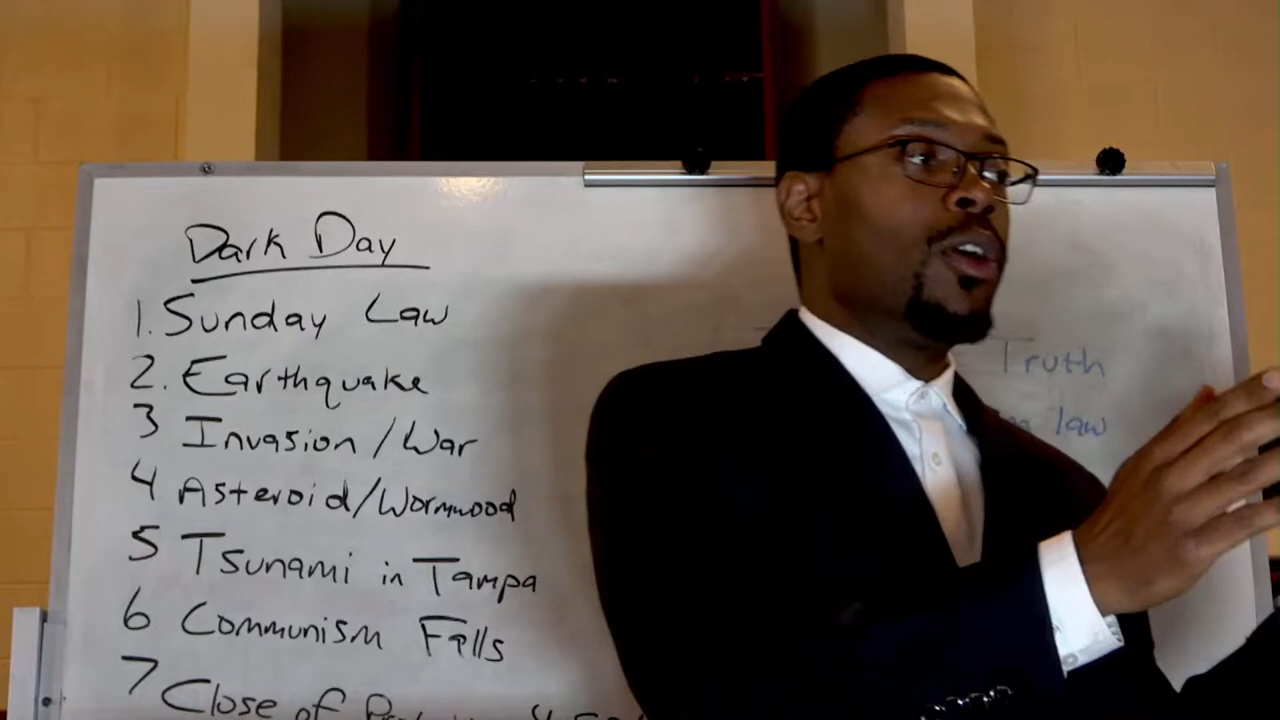 Dark Day
1. Sunday Law
2. Earthquake
3 Invasion / War
4 Asteroid/Wormwood
5 Tsunami in Tampa
6 Communism Falls
7 Close of
Truth
law